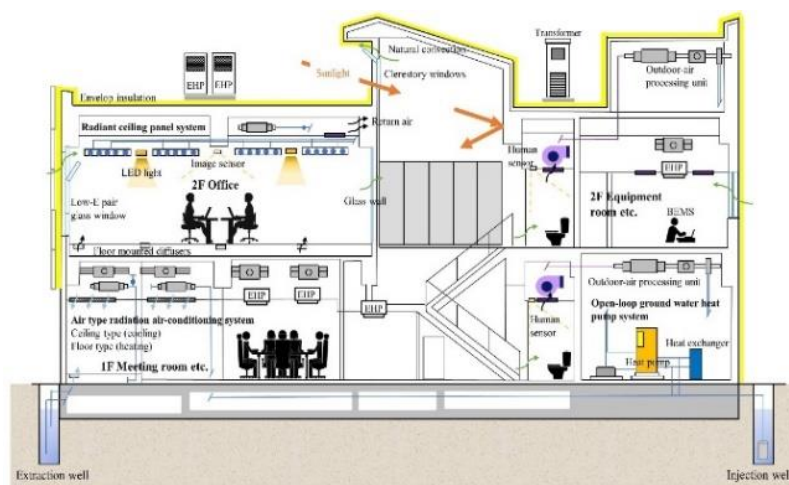 Transformer
Natural convection
Clerestory windows
Sunlight
Outdoor-air
processing unit
EHP
EHP
Envelop insulation
Radiant ceiling panel system
Return air
Image sensor
LED light
2F Office
Low-E pair
glass window
Glass wall
Human
sensor
EHP
2F Equipment
room etc.
BEMS
Floor mounted diffusers
Outdoor-air processing unit
EHP
EHP
EHP
Air type radiation air-conditioning system
Ceiling type (cooling)
Floor type (heating)
1F Meeting room etc.
Human
sensor
Open-loop ground water heat
pump system
Heat exchanger
Heat pump
Extraction well
Injection well